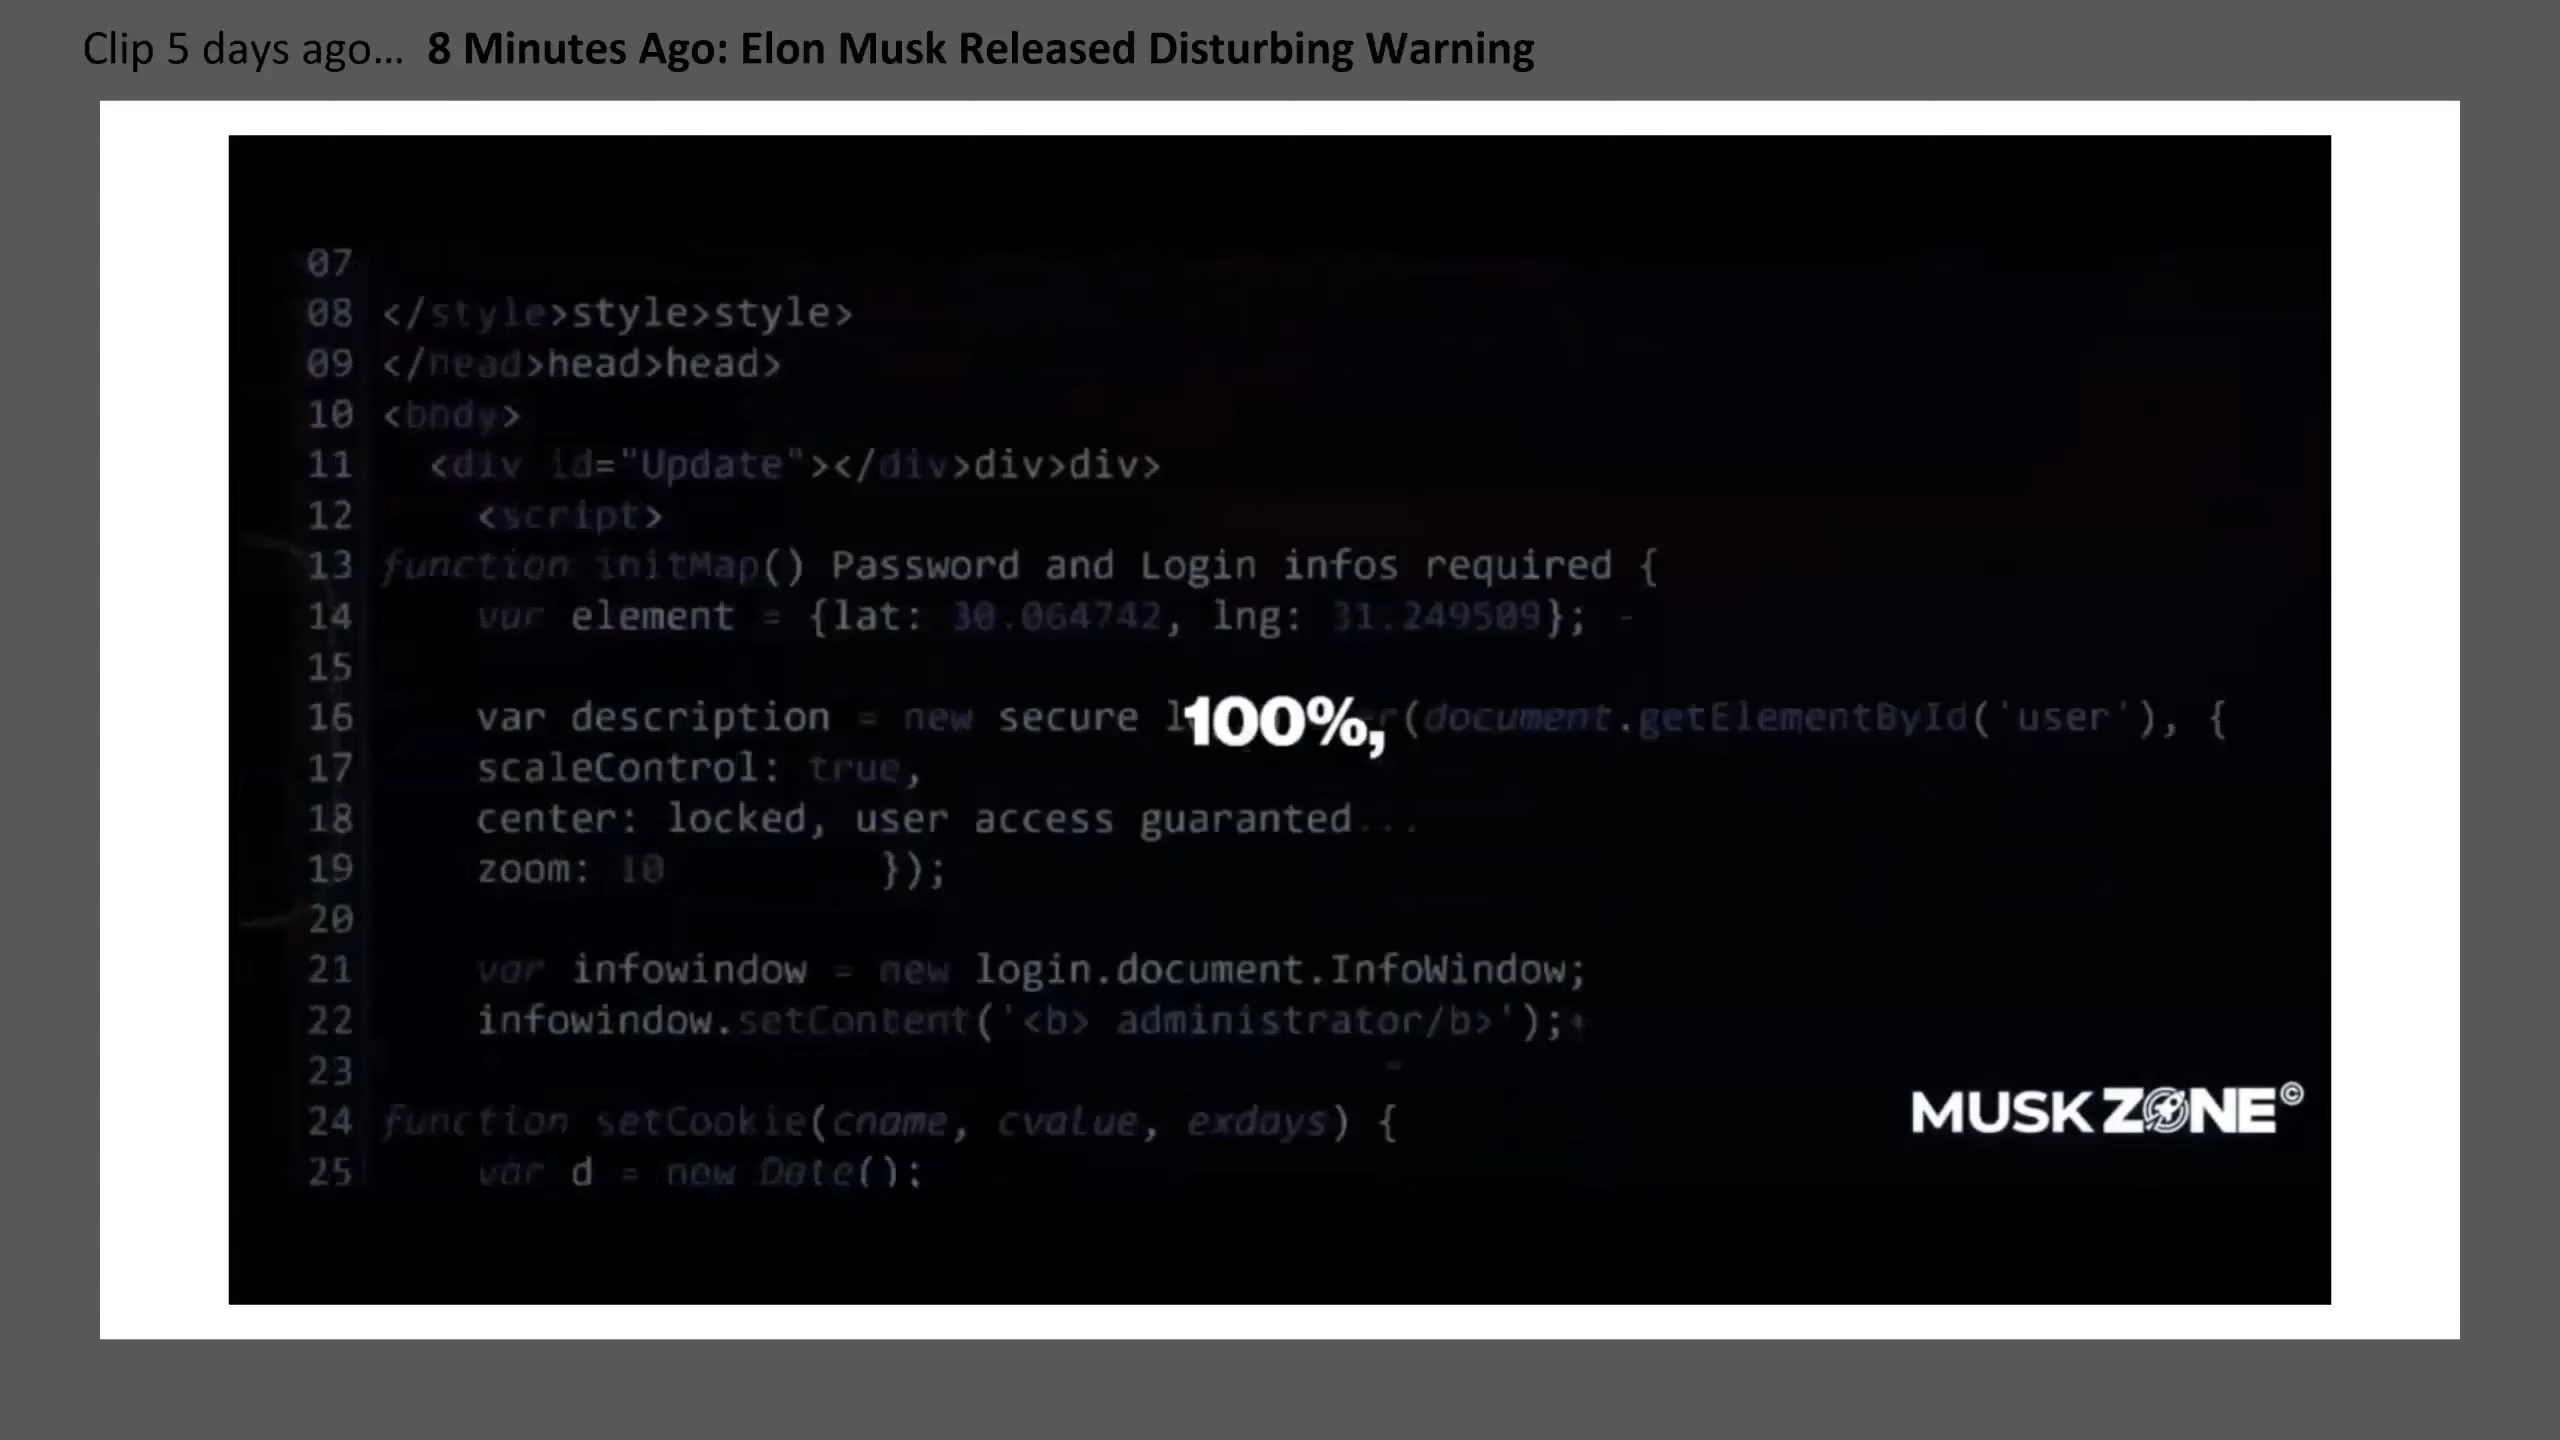 Clip 5 days ago... 8 Minutes Ago: Elon Musk Released Disturbing Warning
07
08 </style>style>style>
09 </head>head>head>
10 <body>
11 <div id="Update"></div>div>div>
12 <script>
13 function initMap() Password and Login infos required {
14 var element = {lat: 30.064742, lng: 31.249509}; -
15
16 var description = new secure (document.getElementById('user'), {
100%,
17 scaleControl: true,
18 center: locked, user access guaranted...
19 zoom: 10 });
20
21 var infowindow = new login.document.InfoWindow;
22 infowindow.setContent('<b> administrator/b>');
23
24 function setCookie(cname, cvalue, exdays) {
25 var d = new Date();
MUSK ZONE©